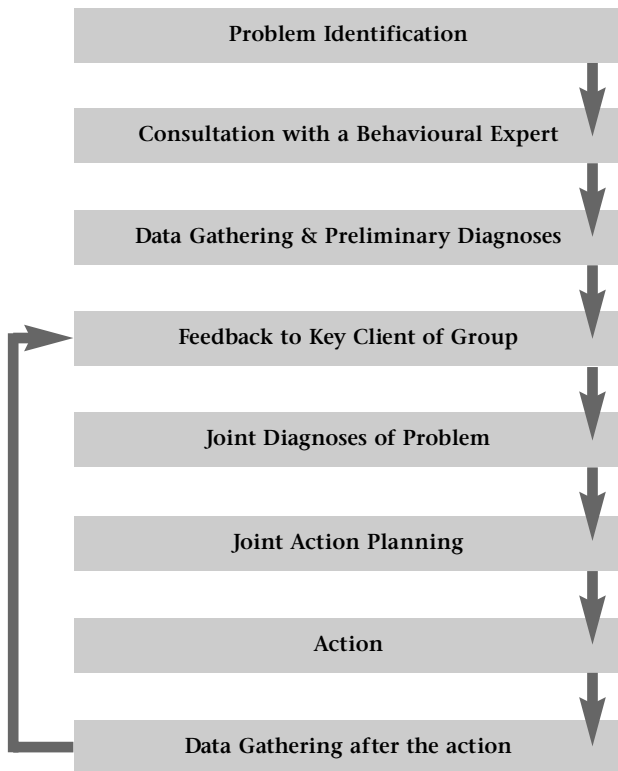 Problem Identification
Consultation with a Behavioural Expert
Data Gathering & Preliminary Diagnoses
Feedback to Key Client of Group
Joint Diagnoses of Problem
Joint Action Planning
Action
Data Gathering after the action